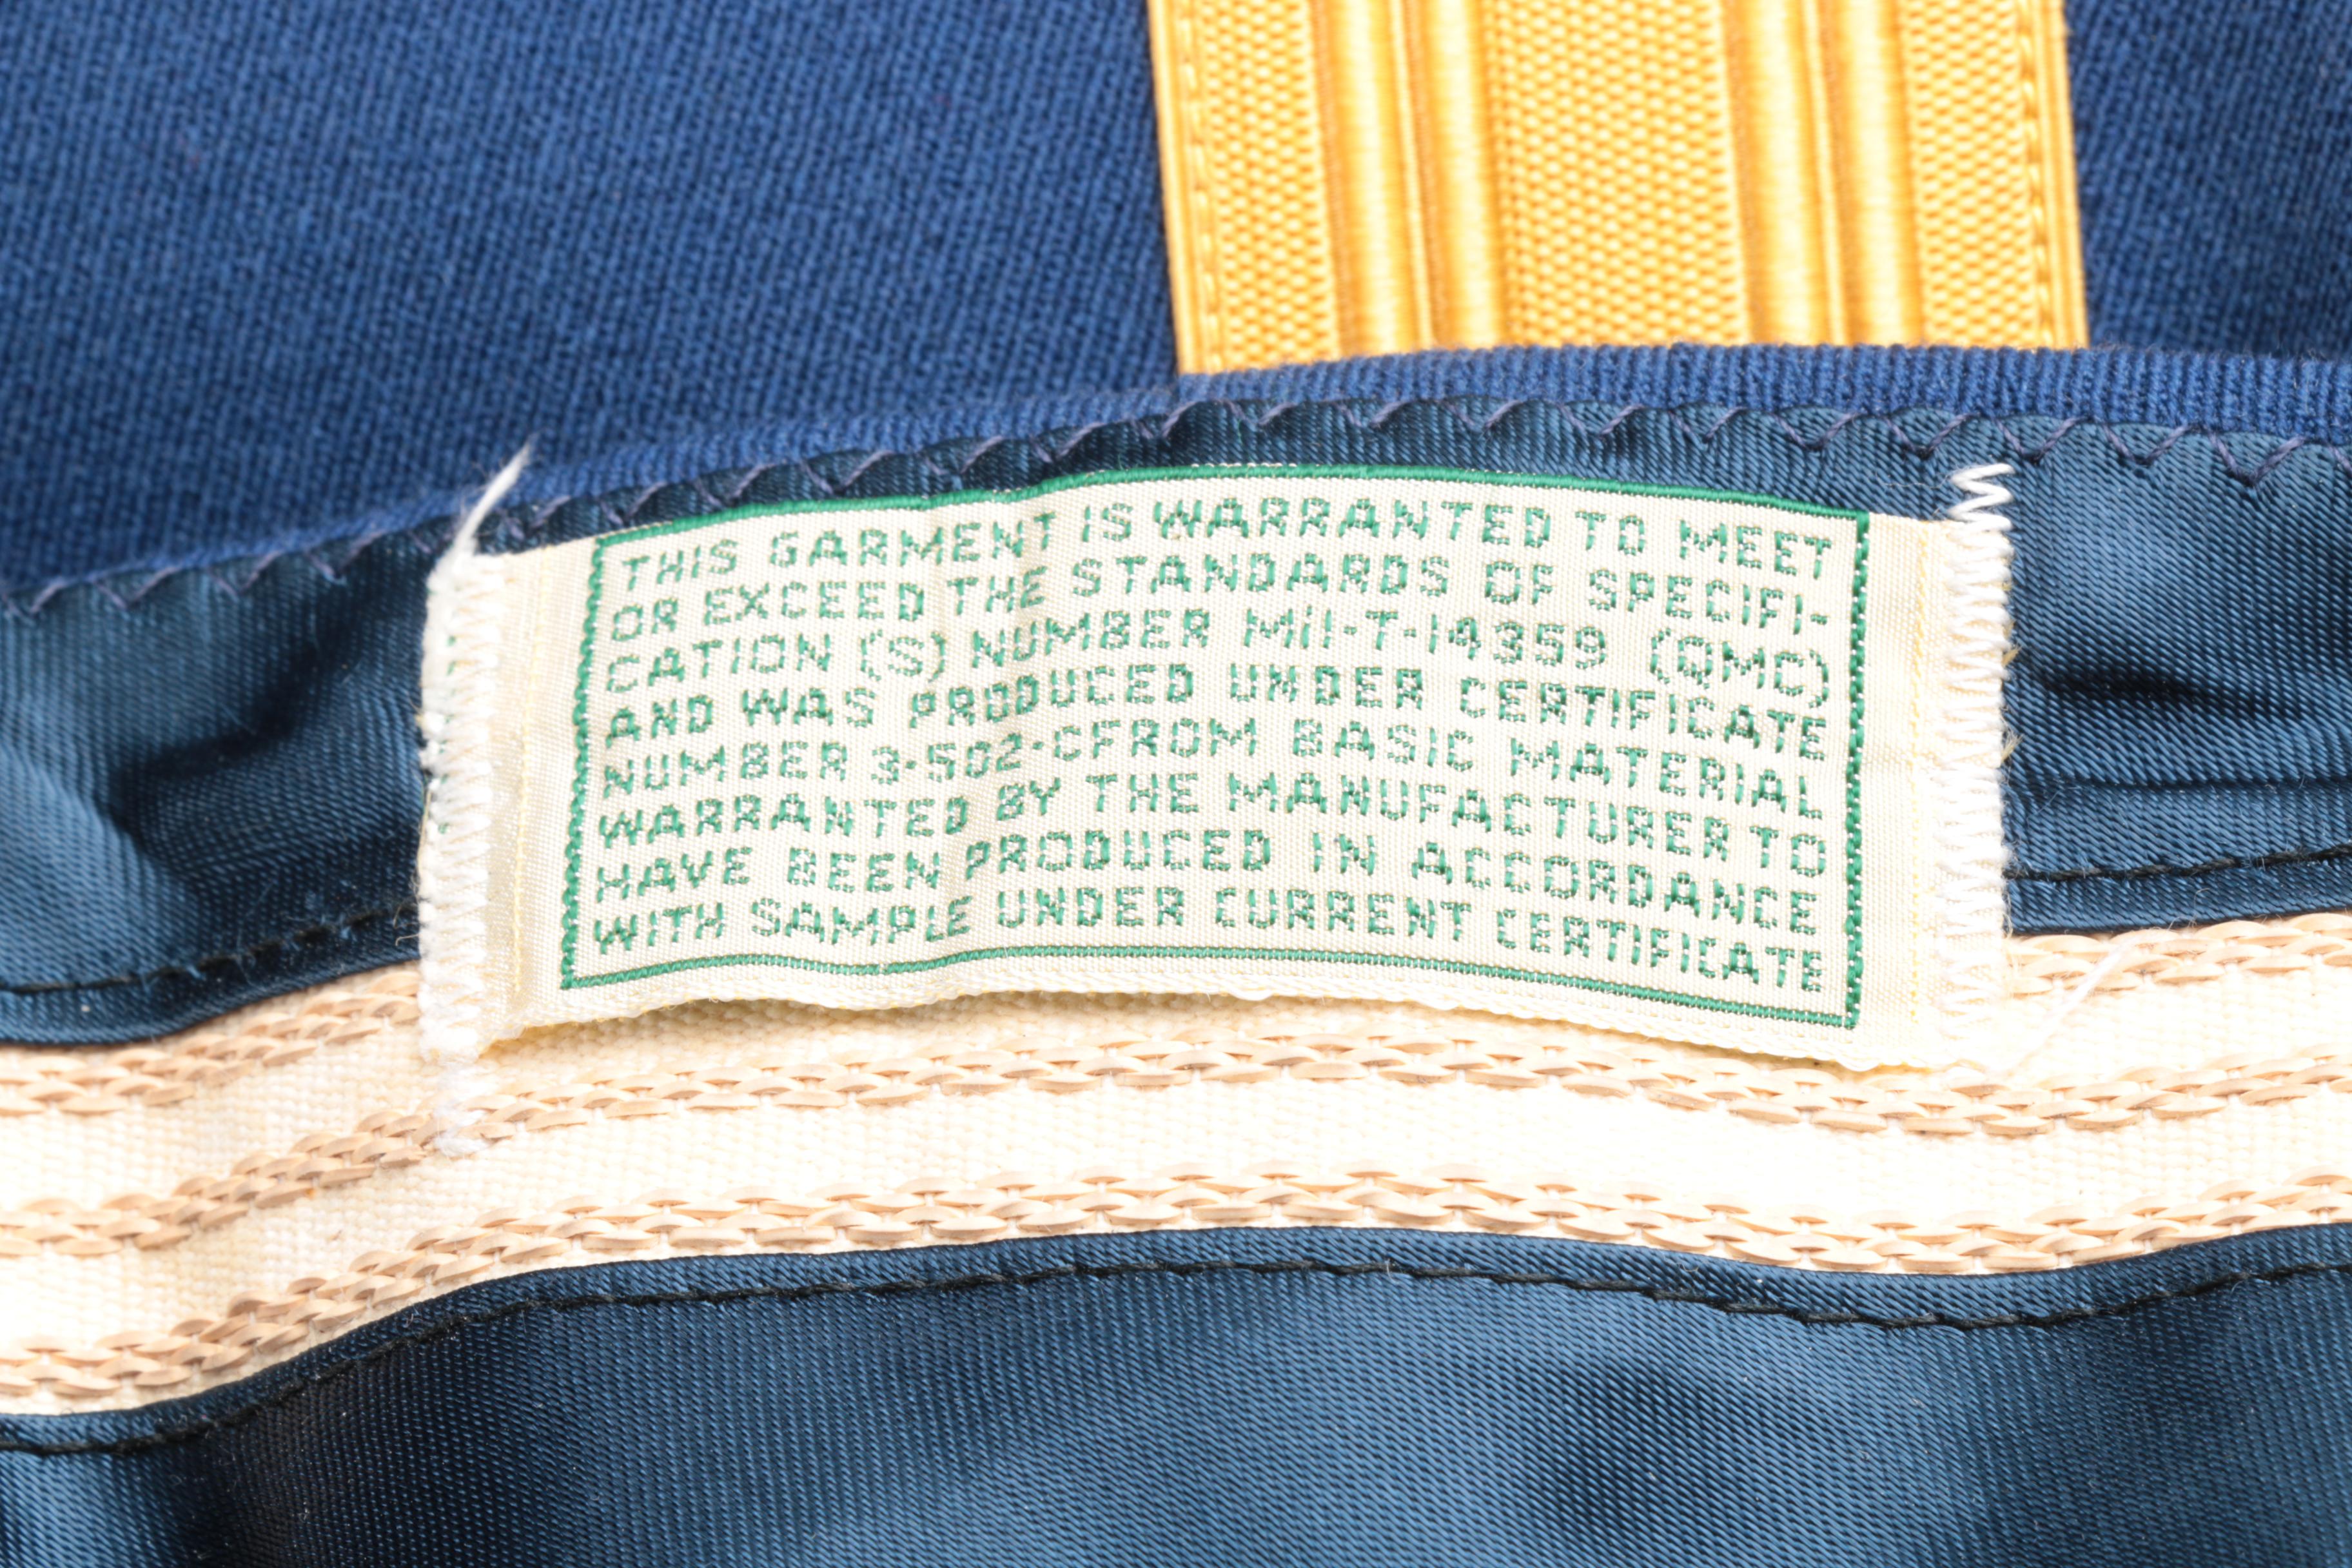 THIS GARMENT IS WARRANTED TO MEET
OR EXCEED THE STANDARDS OF SPECIFI-
CATION (S) NUMBER Mil-T-14359 (QMC)
AND WAS PRODUCED UNDER CERTIFICATE
NUMBER 3-502-CFROM BASIC MATERIAL
WARRANTED BY THE MANUFACTURER TO
HAVE BEEN PRODUCED IN ACCORDANCE
WITH SAMPLE UNDER CURRENT CERTIFICATE